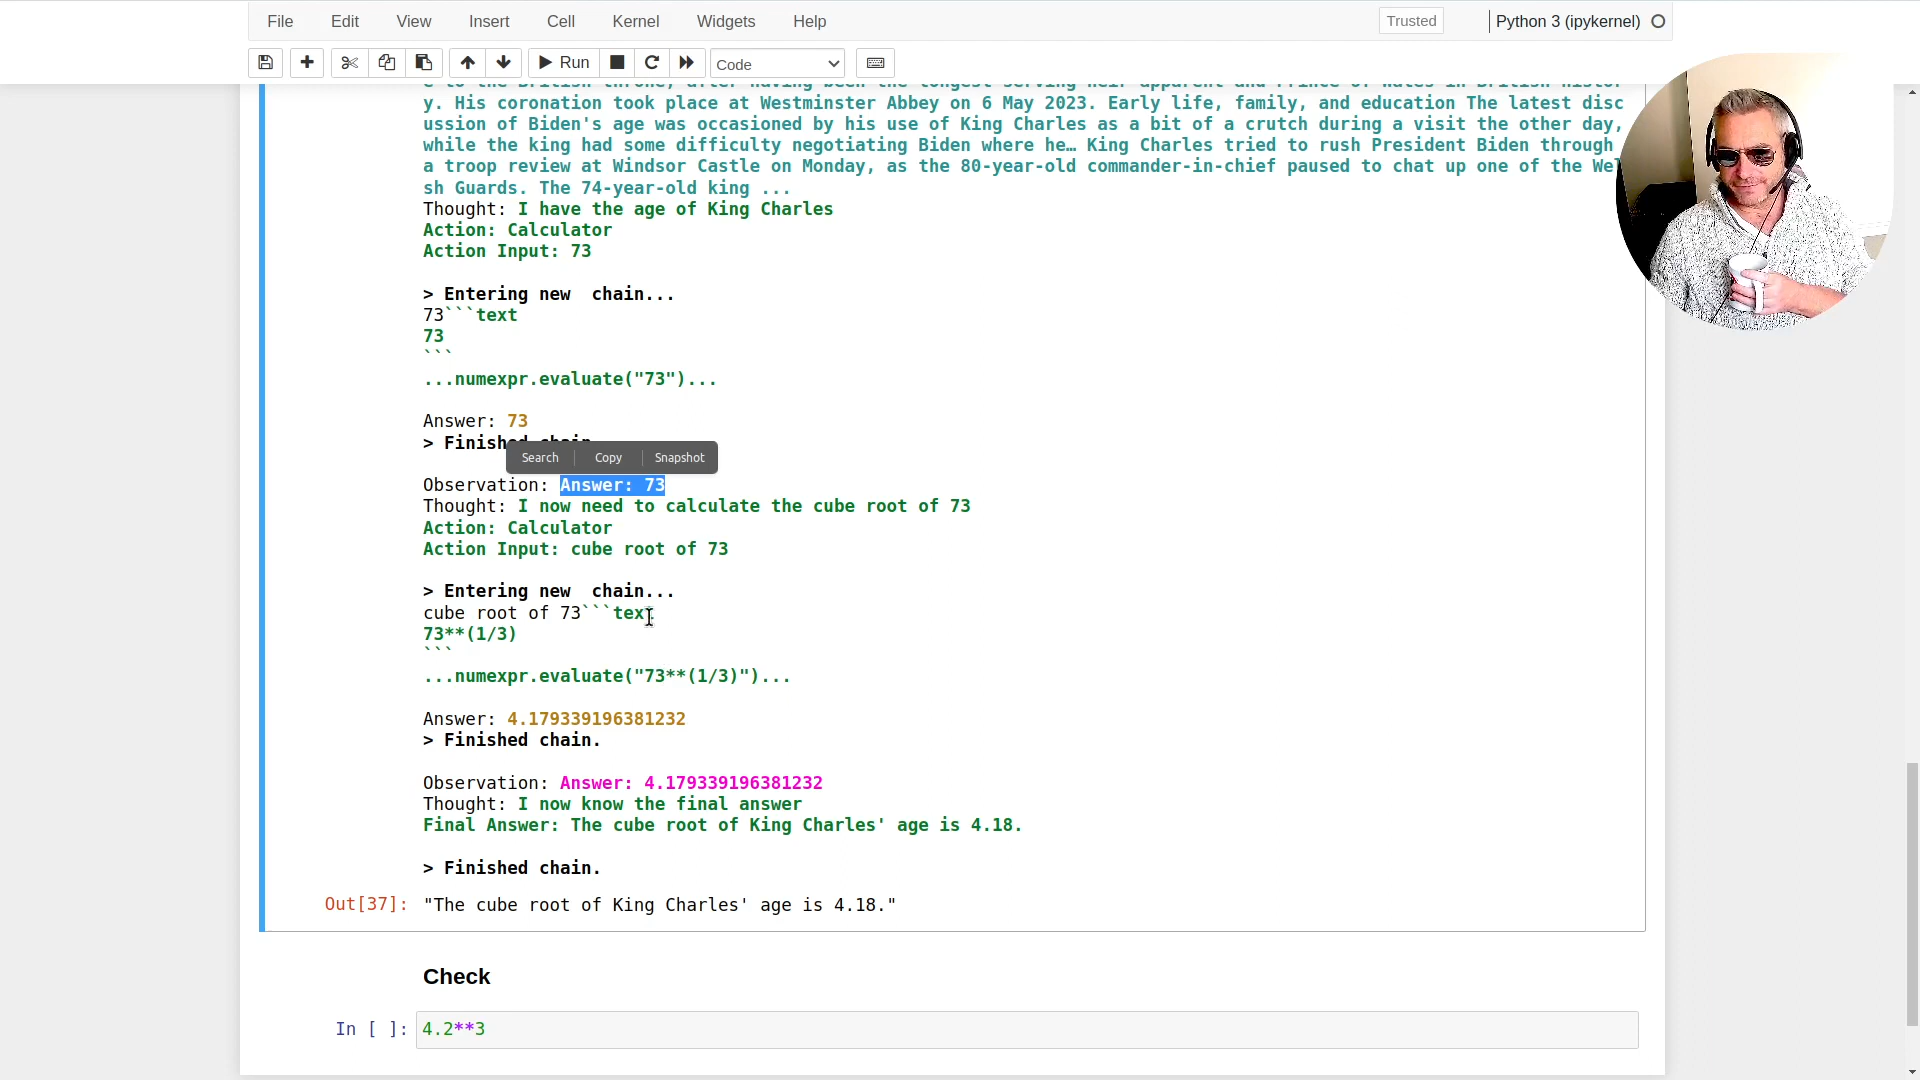 File Edit View Insert Cell Kernel Widgets Help Trusted Python 3 (ipykernel)
Run Code
y. His coronation took place at Westminster Abbey on 6 May 2023. Early life, family, and education The latest disc
ussion of Biden's age was occasioned by his use of King Charles as a bit of a crutch during a visit the other day,
while the king had some difficulty negotiating Biden where he… King Charles tried to rush President Biden through
a troop review at Windsor Castle on Monday, as the 80-year-old commander-in-chief paused to chat up one of the Wel
sh Guards. The 74-year-old king ...
Thought: I have the age of King Charles
Action: Calculator
Action Input: 73
> Entering new  chain...
73```text
73
```
...numexpr.evaluate("73")...
Answer: 73
> Finished chain.
Search Copy Snapshot
Observation: Answer: 73
Thought: I now need to calculate the cube root of 73
Action: Calculator
Action Input: cube root of 73
> Entering new  chain...
cube root of 73```text
73**(1/3)
```
...numexpr.evaluate("73**(1/3)")...
Answer: 4.179339196381232
> Finished chain.
Observation: Answer: 4.179339196381232
Thought: I now know the final answer
Final Answer: The cube root of King Charles' age is 4.18.
> Finished chain.
Out[37]: "The cube root of King Charles' age is 4.18."
Check
In [ ]: 4.2**3